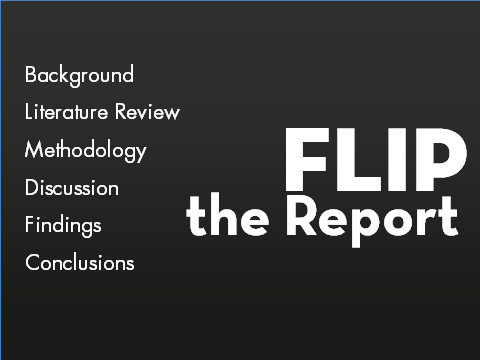 Background
Literature Review
Methodology
Discussion
Findings
Conclusions
FLIP
the Report